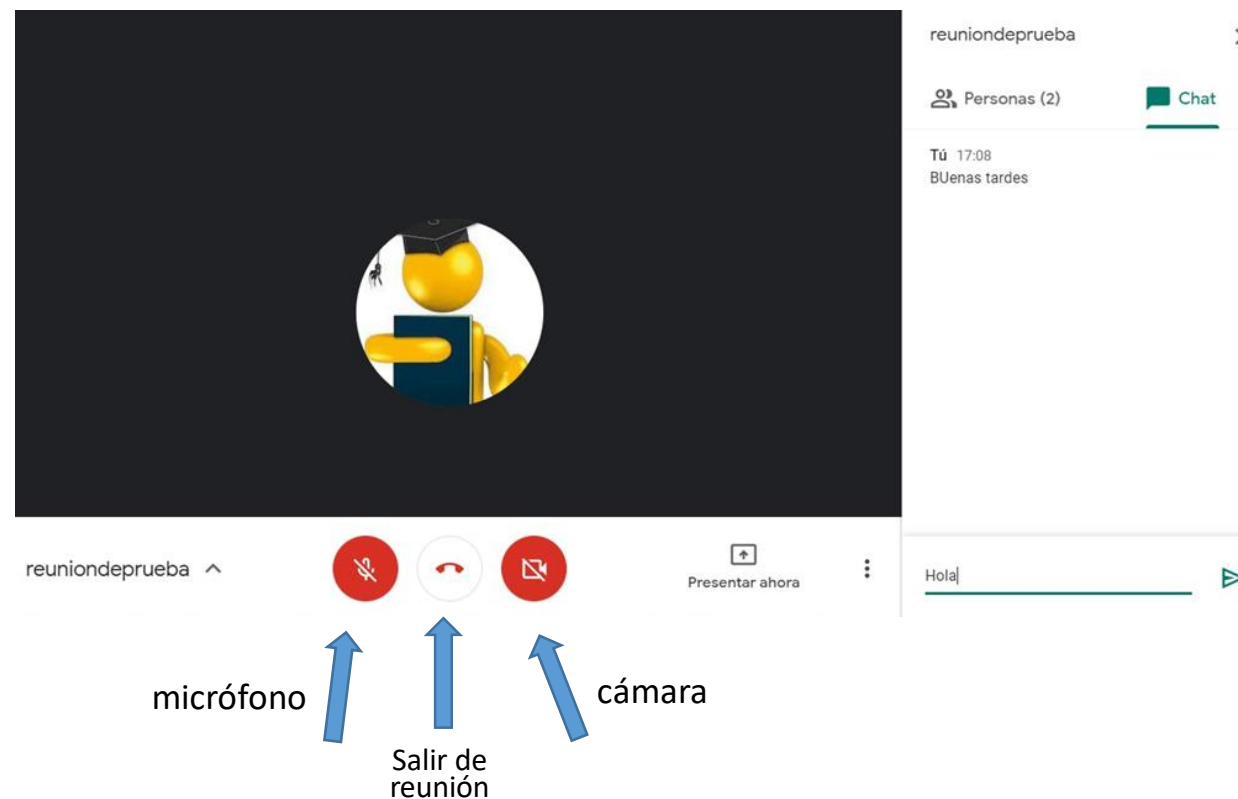 reuniondeprueba
Personas (2)
Chat
Tú 17:08
BUenas tardes
reuniondeprueba
Presentar ahora
Hola
micrófono
cámara
Salir de
reunión